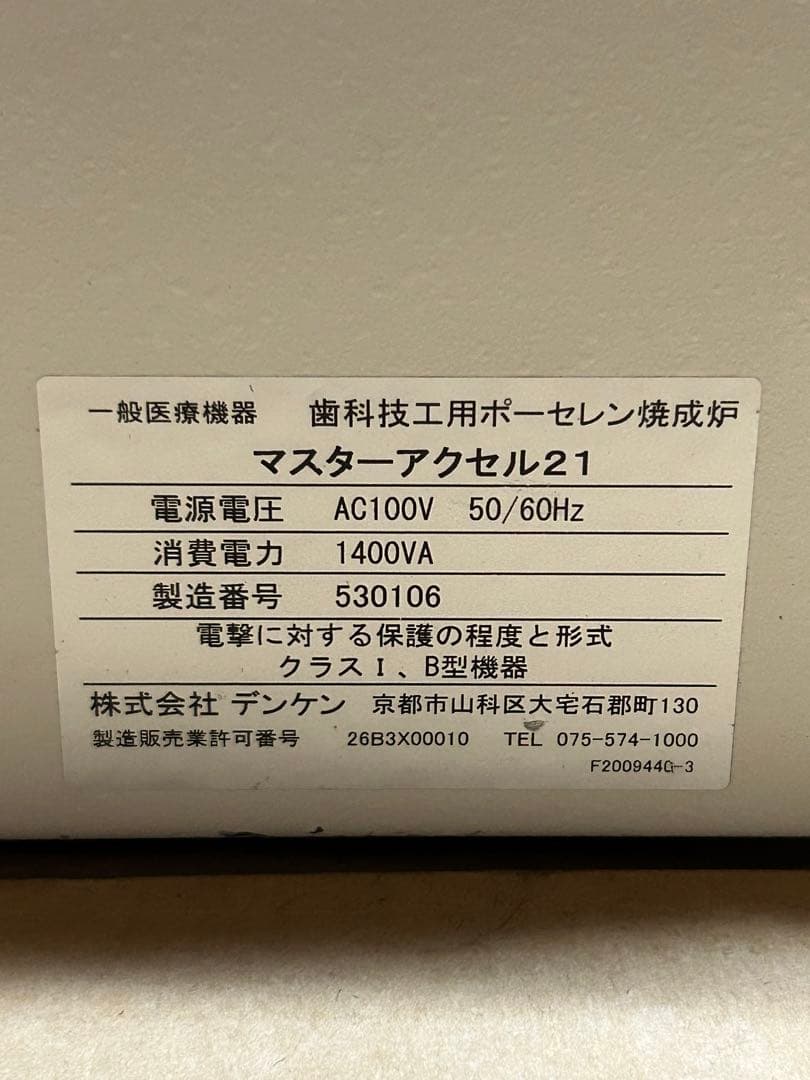 一般医療機器 歯科技工用ポーセレン焼成炉
マスターアクセル21
電源電圧 AC100V 50/60Hz
消費電力 1400VA
製造番号 530106
電撃に対する保護の程度と形式
クラスⅠ、B型機器
株式会社 デンケン 京都市山科区大宅石郡町130
製造販売業許可番号 26B3X00010 TEL 075-574-1000
F200944G-3